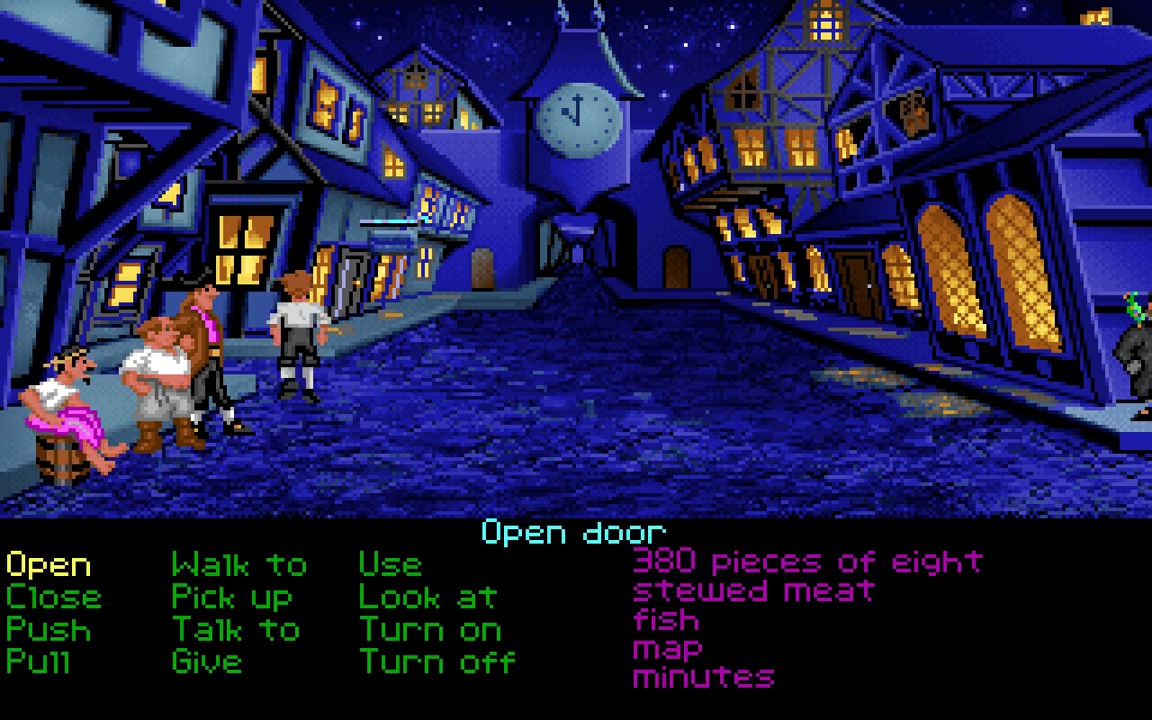 Open door
Open Walk to Use 380 pieces of eight
Close Pick up Look at stewed meat
Push Talk to Turn on fish
Pull Give Turn off map
minutes